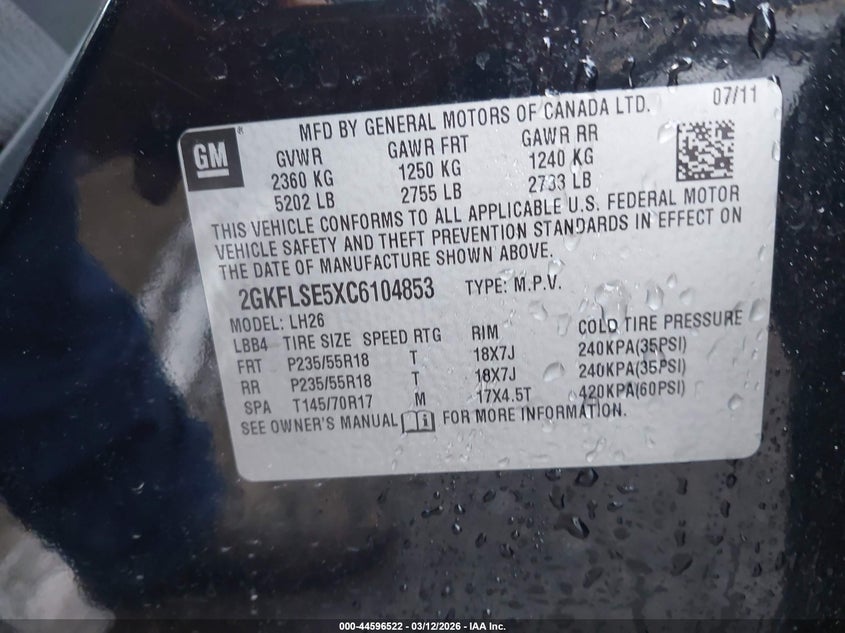 07/11
MFD BY GENERAL MOTORS OF CANADA LTD.
GM®
GVWR GAWR FRT GAWR RR
2360 KG 1250 KG 1240 KG
5202 LB 2755 LB 2733 LB
THIS VEHICLE CONFORMS TO ALL APPLICABLE U.S. FEDERAL MOTOR
VEHICLE SAFETY AND THEFT PREVENTION STANDARDS IN EFFECT ON
THE DATE OF MANUFACTURE SHOWN ABOVE.
2GKFLSE5XC6104853 TYPE: M.P.V.
MODEL: LH26
LBB4 TIRE SIZE SPEED RTG RIM COLD TIRE PRESSURE
FRT P235/55R18 T 18X7J 240KPA(35PSI)
RR P235/55R18 T 18X7J 240KPA(35PSI)
SPA T145/70R17 M 17X4.5T 420KPA(60PSI)
SEE OWNER'S MANUAL i FOR MORE INFORMATION.
000-44596522 - 03/12/2026 - IAA Inc.